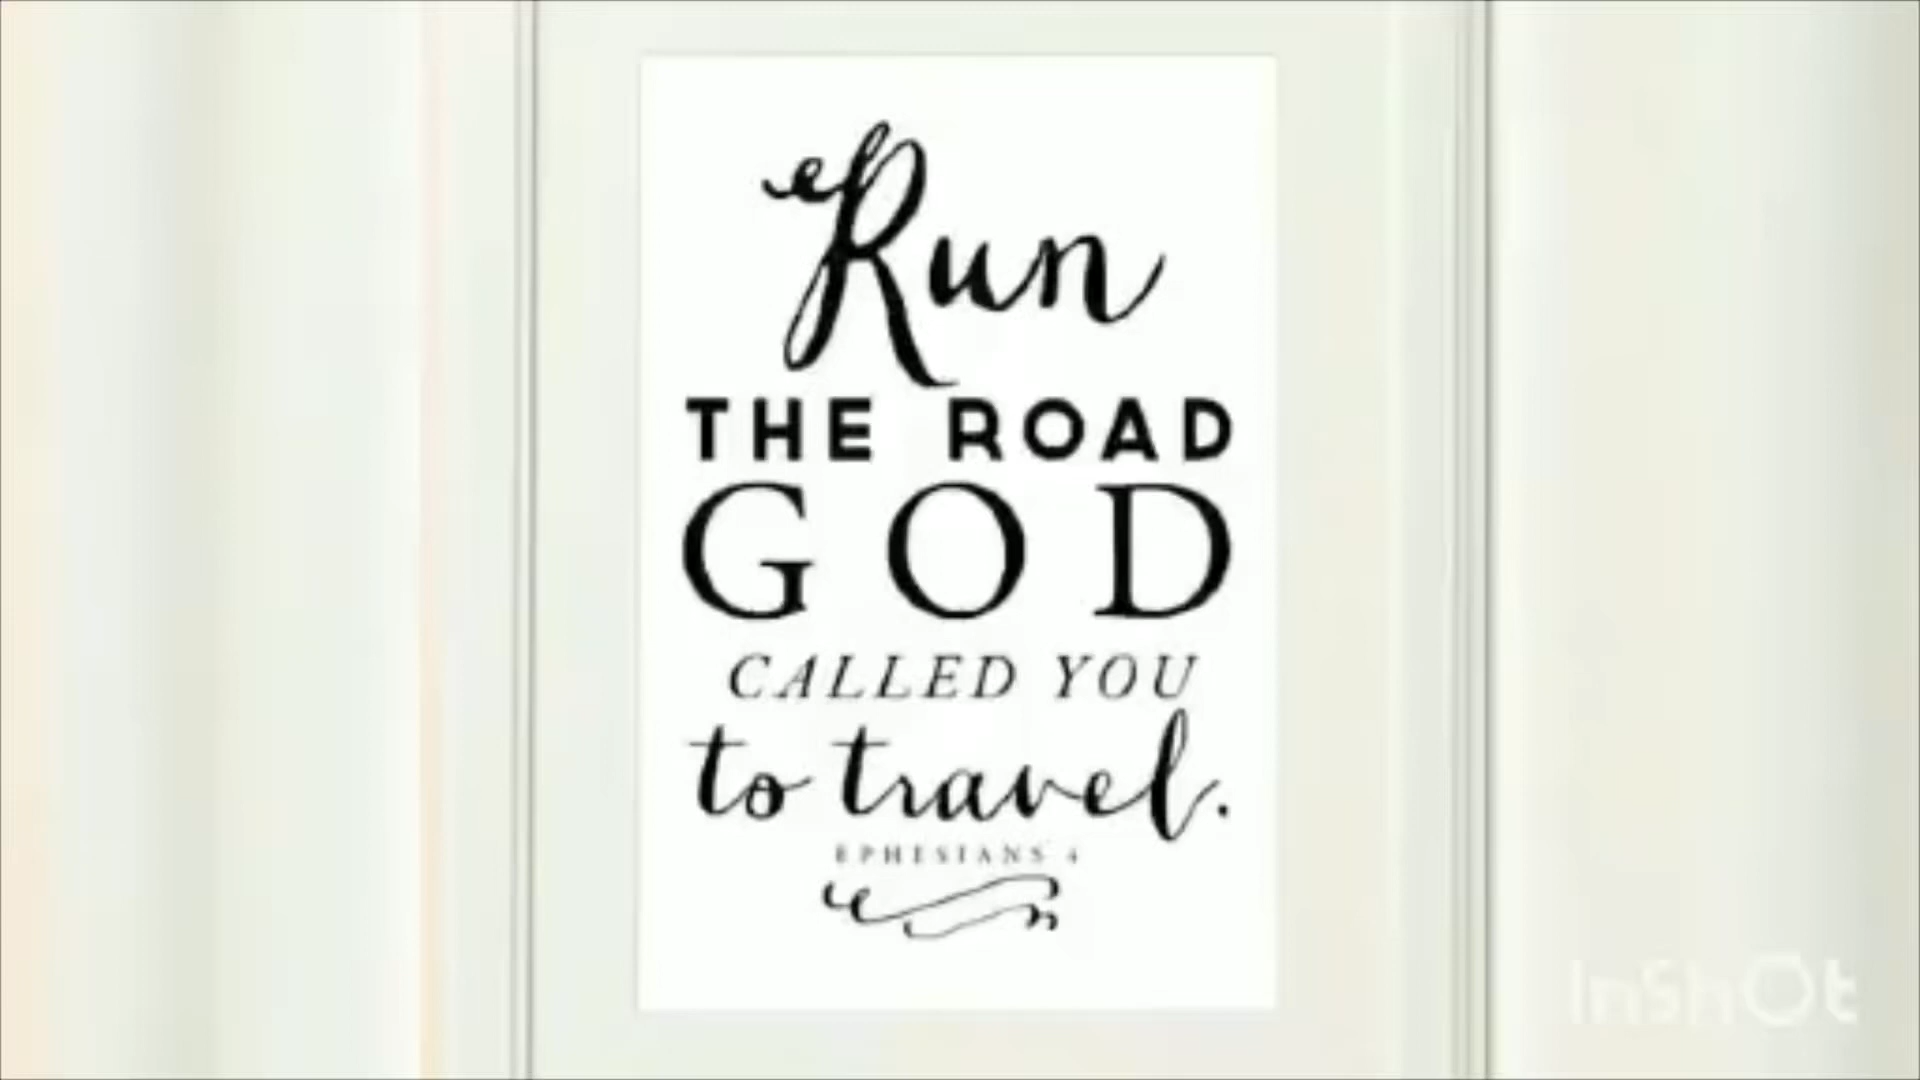 Run
THE ROAD
GOD
CALLED YOU
to travel.
EPHESIANS 4
InShOt